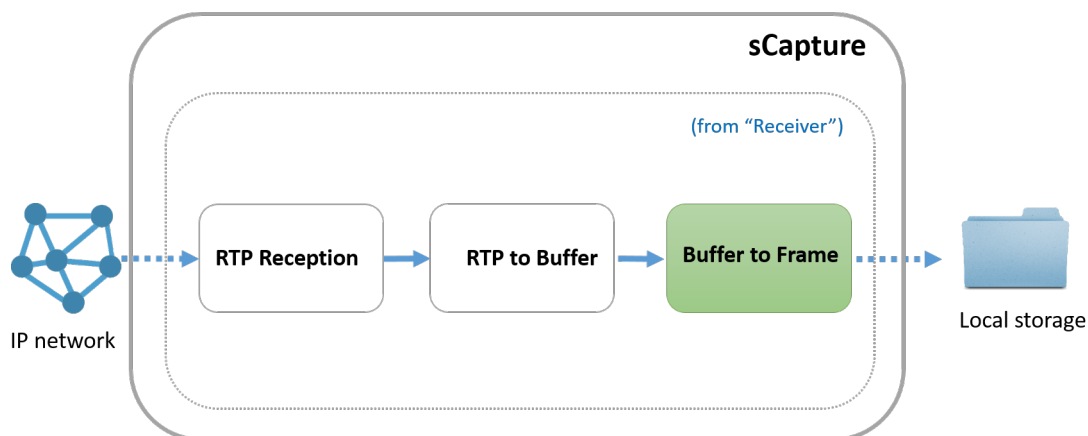 sCapture
(from “Receiver”)
RTP Reception
RTP to Buffer
Buffer to Frame
IP network
Local storage